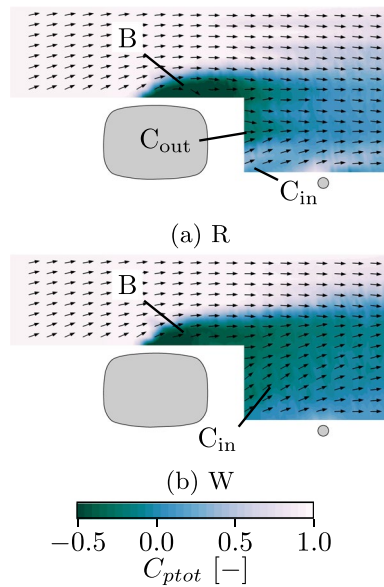 B
C_out
C_in
(a) R
B
C_in
(b) W
−0.5 0.0 0.5 1.0
C_ptot [−]